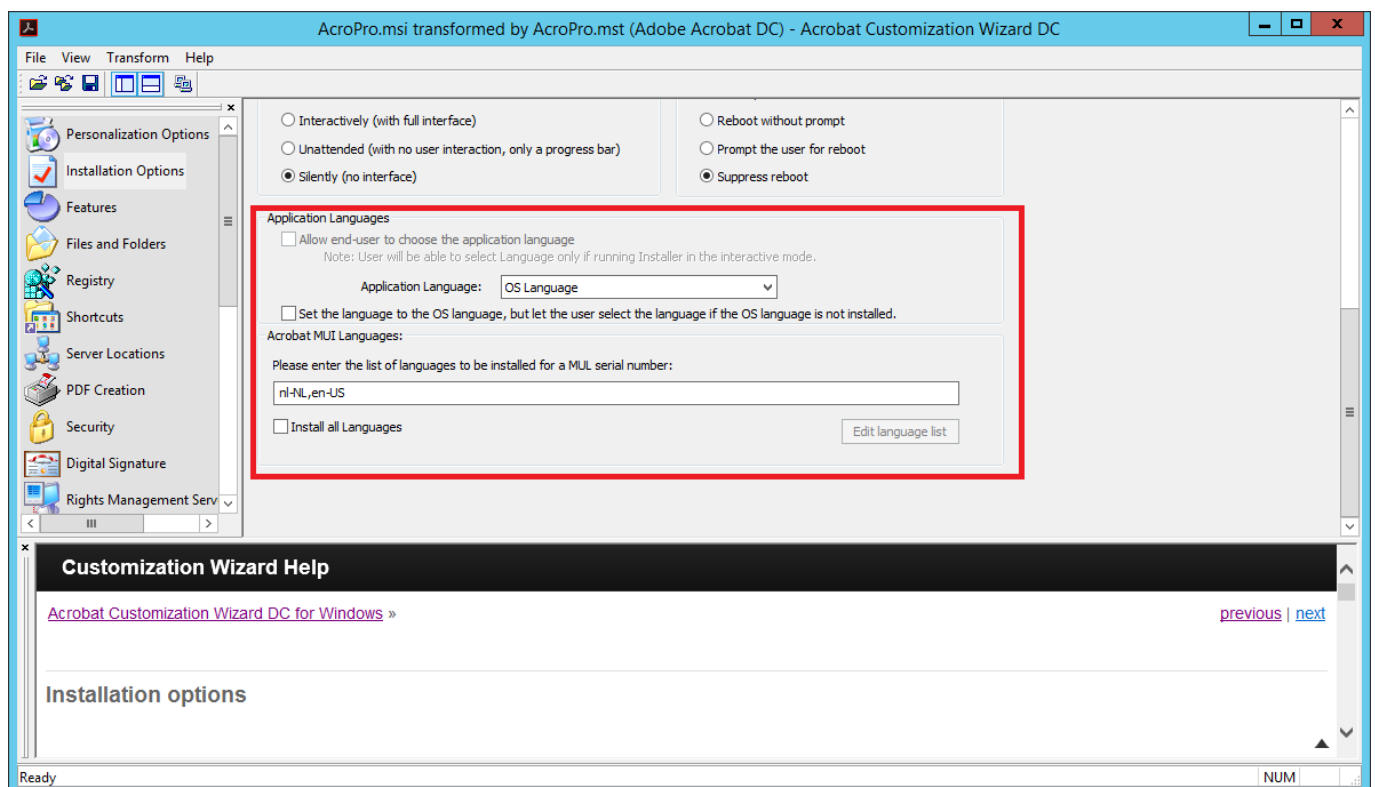 AcroPro.msi transformed by AcroPro.mst (Adobe Acrobat DC) - Acrobat Customization Wizard DC
File View Transform Help
Personalization Options
Installation Options
Features
Files and Folders
Registry
Shortcuts
Server Locations
PDF Creation
Security
Digital Signature
Rights Management Serv
Interactively (with full interface)
Unattended (with no user interaction, only a progress bar)
Silently (no interface)
Reboot without prompt
Prompt the user for reboot
Suppress reboot
Application Languages
Allow end-user to choose the application language
Note: User will be able to select Language only if running Installer in the interactive mode.
Application Language: OS Language
Set the language to the OS language, but let the user select the language if the OS language is not installed.
Acrobat MUI Languages:
Please enter the list of languages to be installed for a MUL serial number:
nl-NL,en-US
Install all Languages
Edit language list
Customization Wizard Help
Acrobat Customization Wizard DC for Windows »
previous | next
Installation options
Ready
NUM